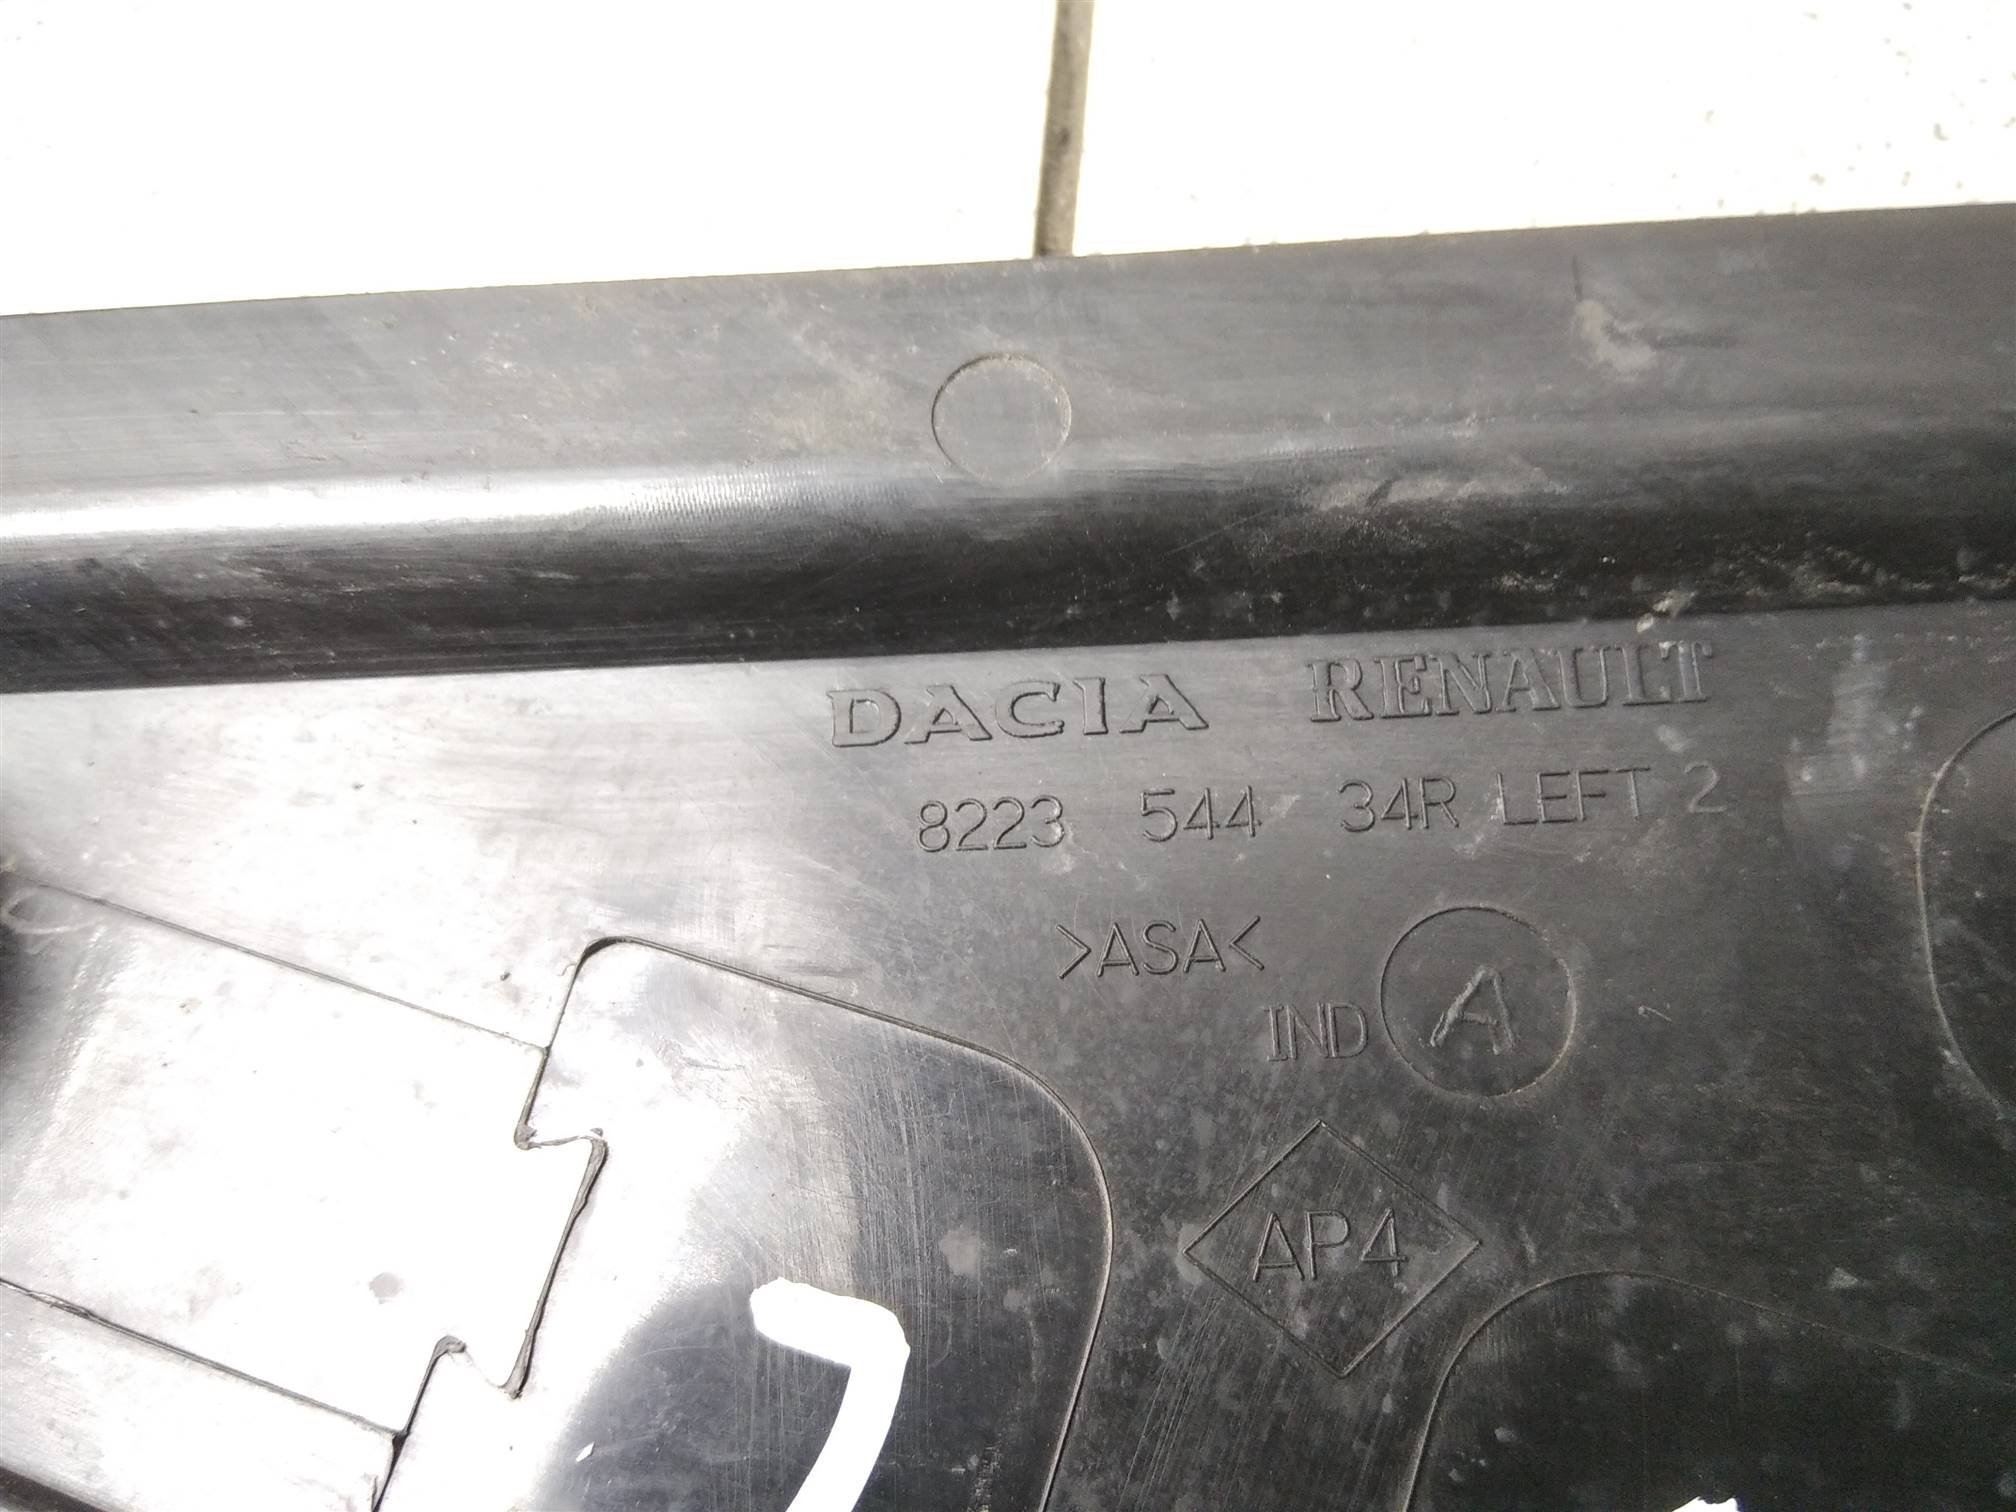 DACIA RENAULT
8223 544 34R LEFT 2
>ASA<
IND A
AP4